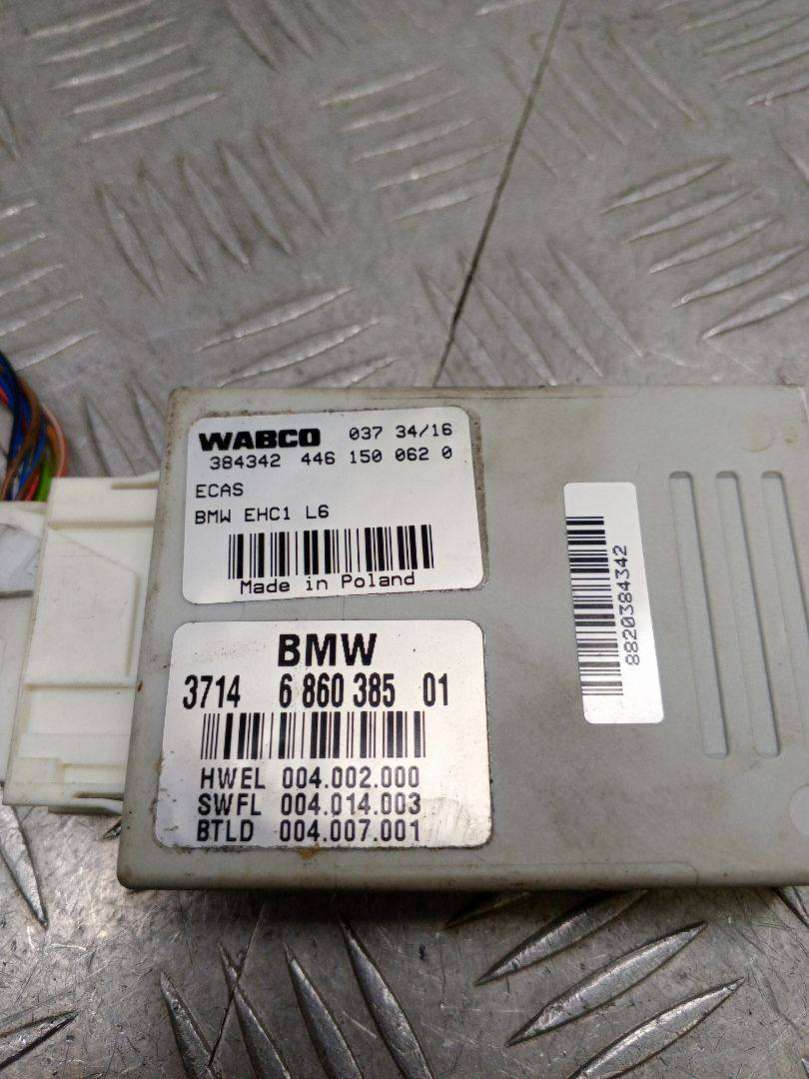 WABCO 037 34/16
384342 446 150 062 0
ECAS
BMW EHC1 L6
Made in Poland
BMW
3714 6 860 385 01
HWEL 004.002.000
SWFL 004.014.003
BTLD 004.007.001
8820384342